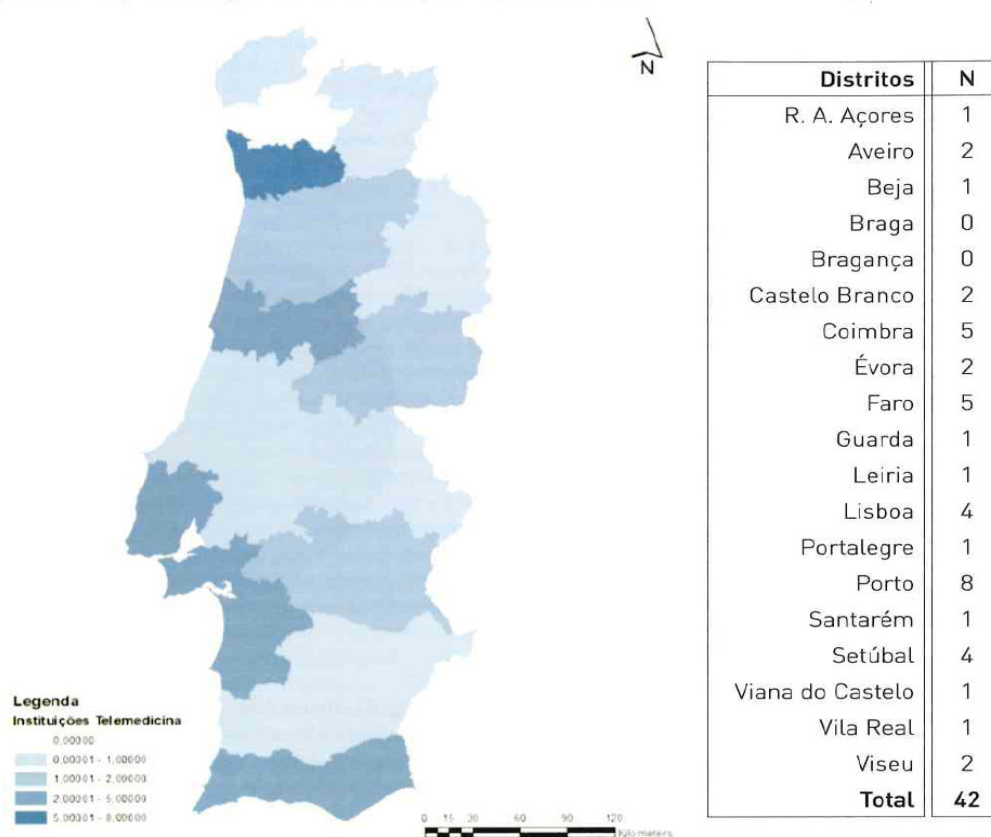 N
Distritos N
R. A. Açores 1
Aveiro 2
Beja 1
Braga 0
Bragança 0
Castelo Branco 2
Coimbra 5
Évora 2
Faro 5
Guarda 1
Leiria 1
Lisboa 4
Portalegre 1
Porto 8
Santarém 1
Setúbal 4
Viana do Castelo 1
Vila Real 1
Viseu 2
Total 42
Legenda
Instituições Telemedicina
0,00000
0,00001 - 1,00000
1,00001 - 2,00000
2,00001 - 5,00000
5,00001 - 8,00000
0 15 30 60 90 120
Kilometers